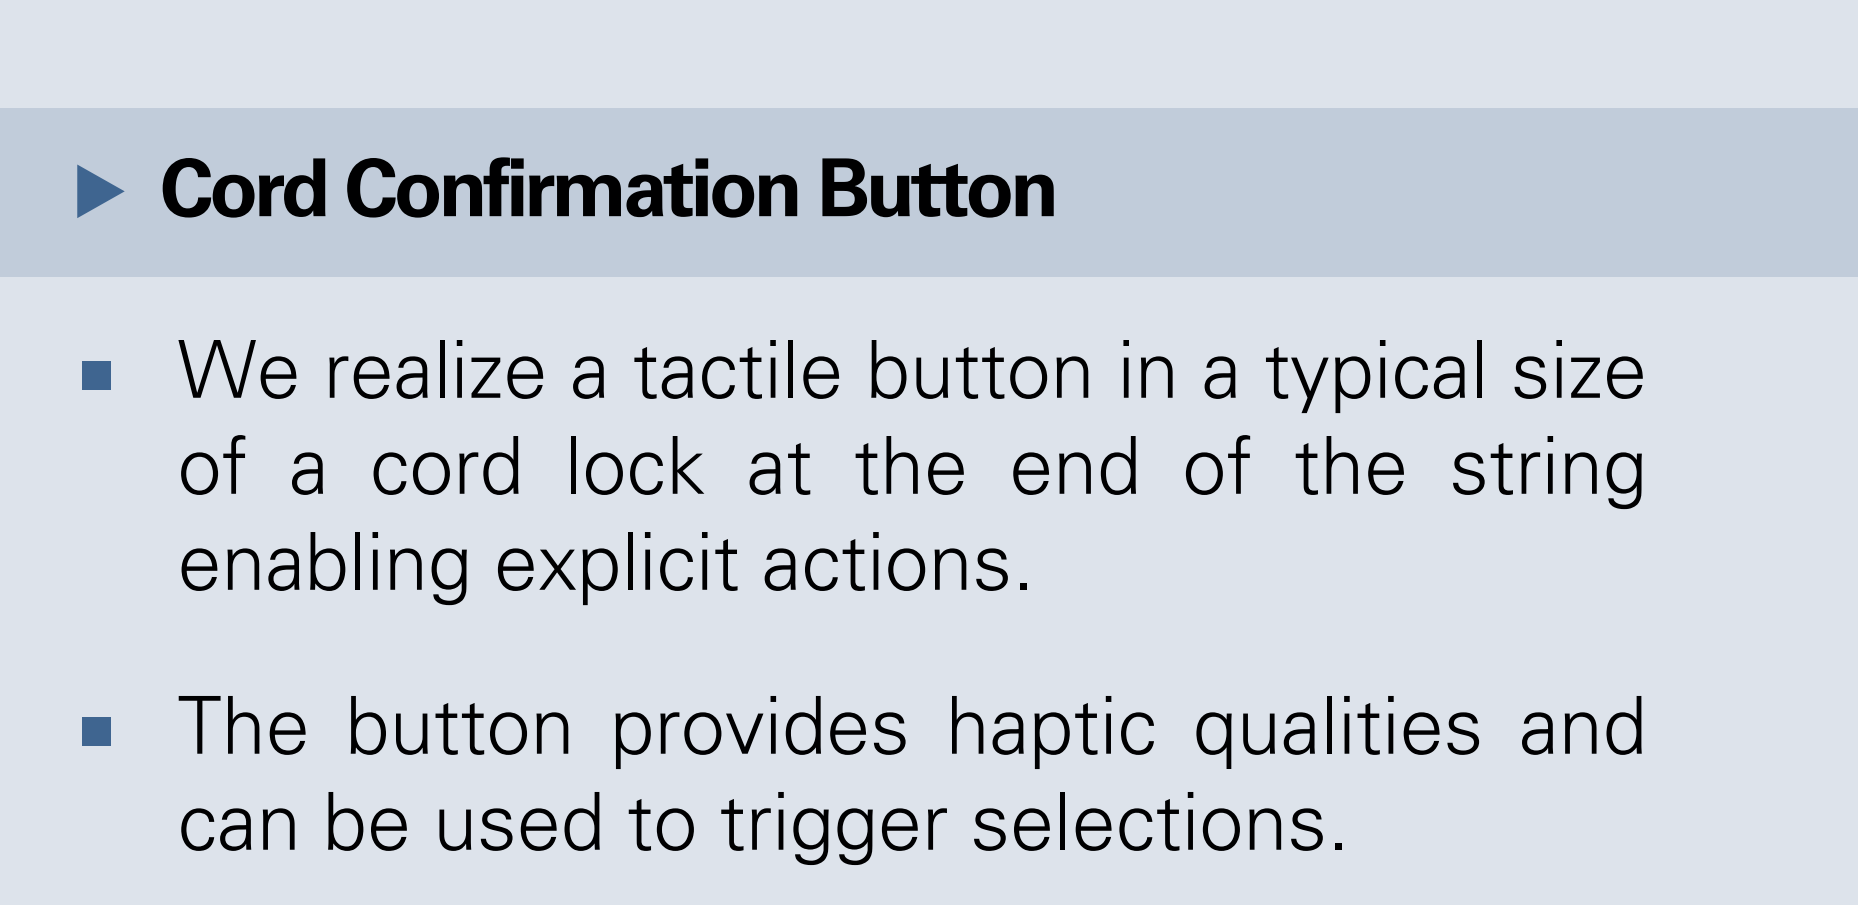 Cord Confirmation Button
We realize a tactile button in a typical size
of a cord lock at the end of the string
enabling explicit actions.
The button provides haptic qualities and
can be used to trigger selections.